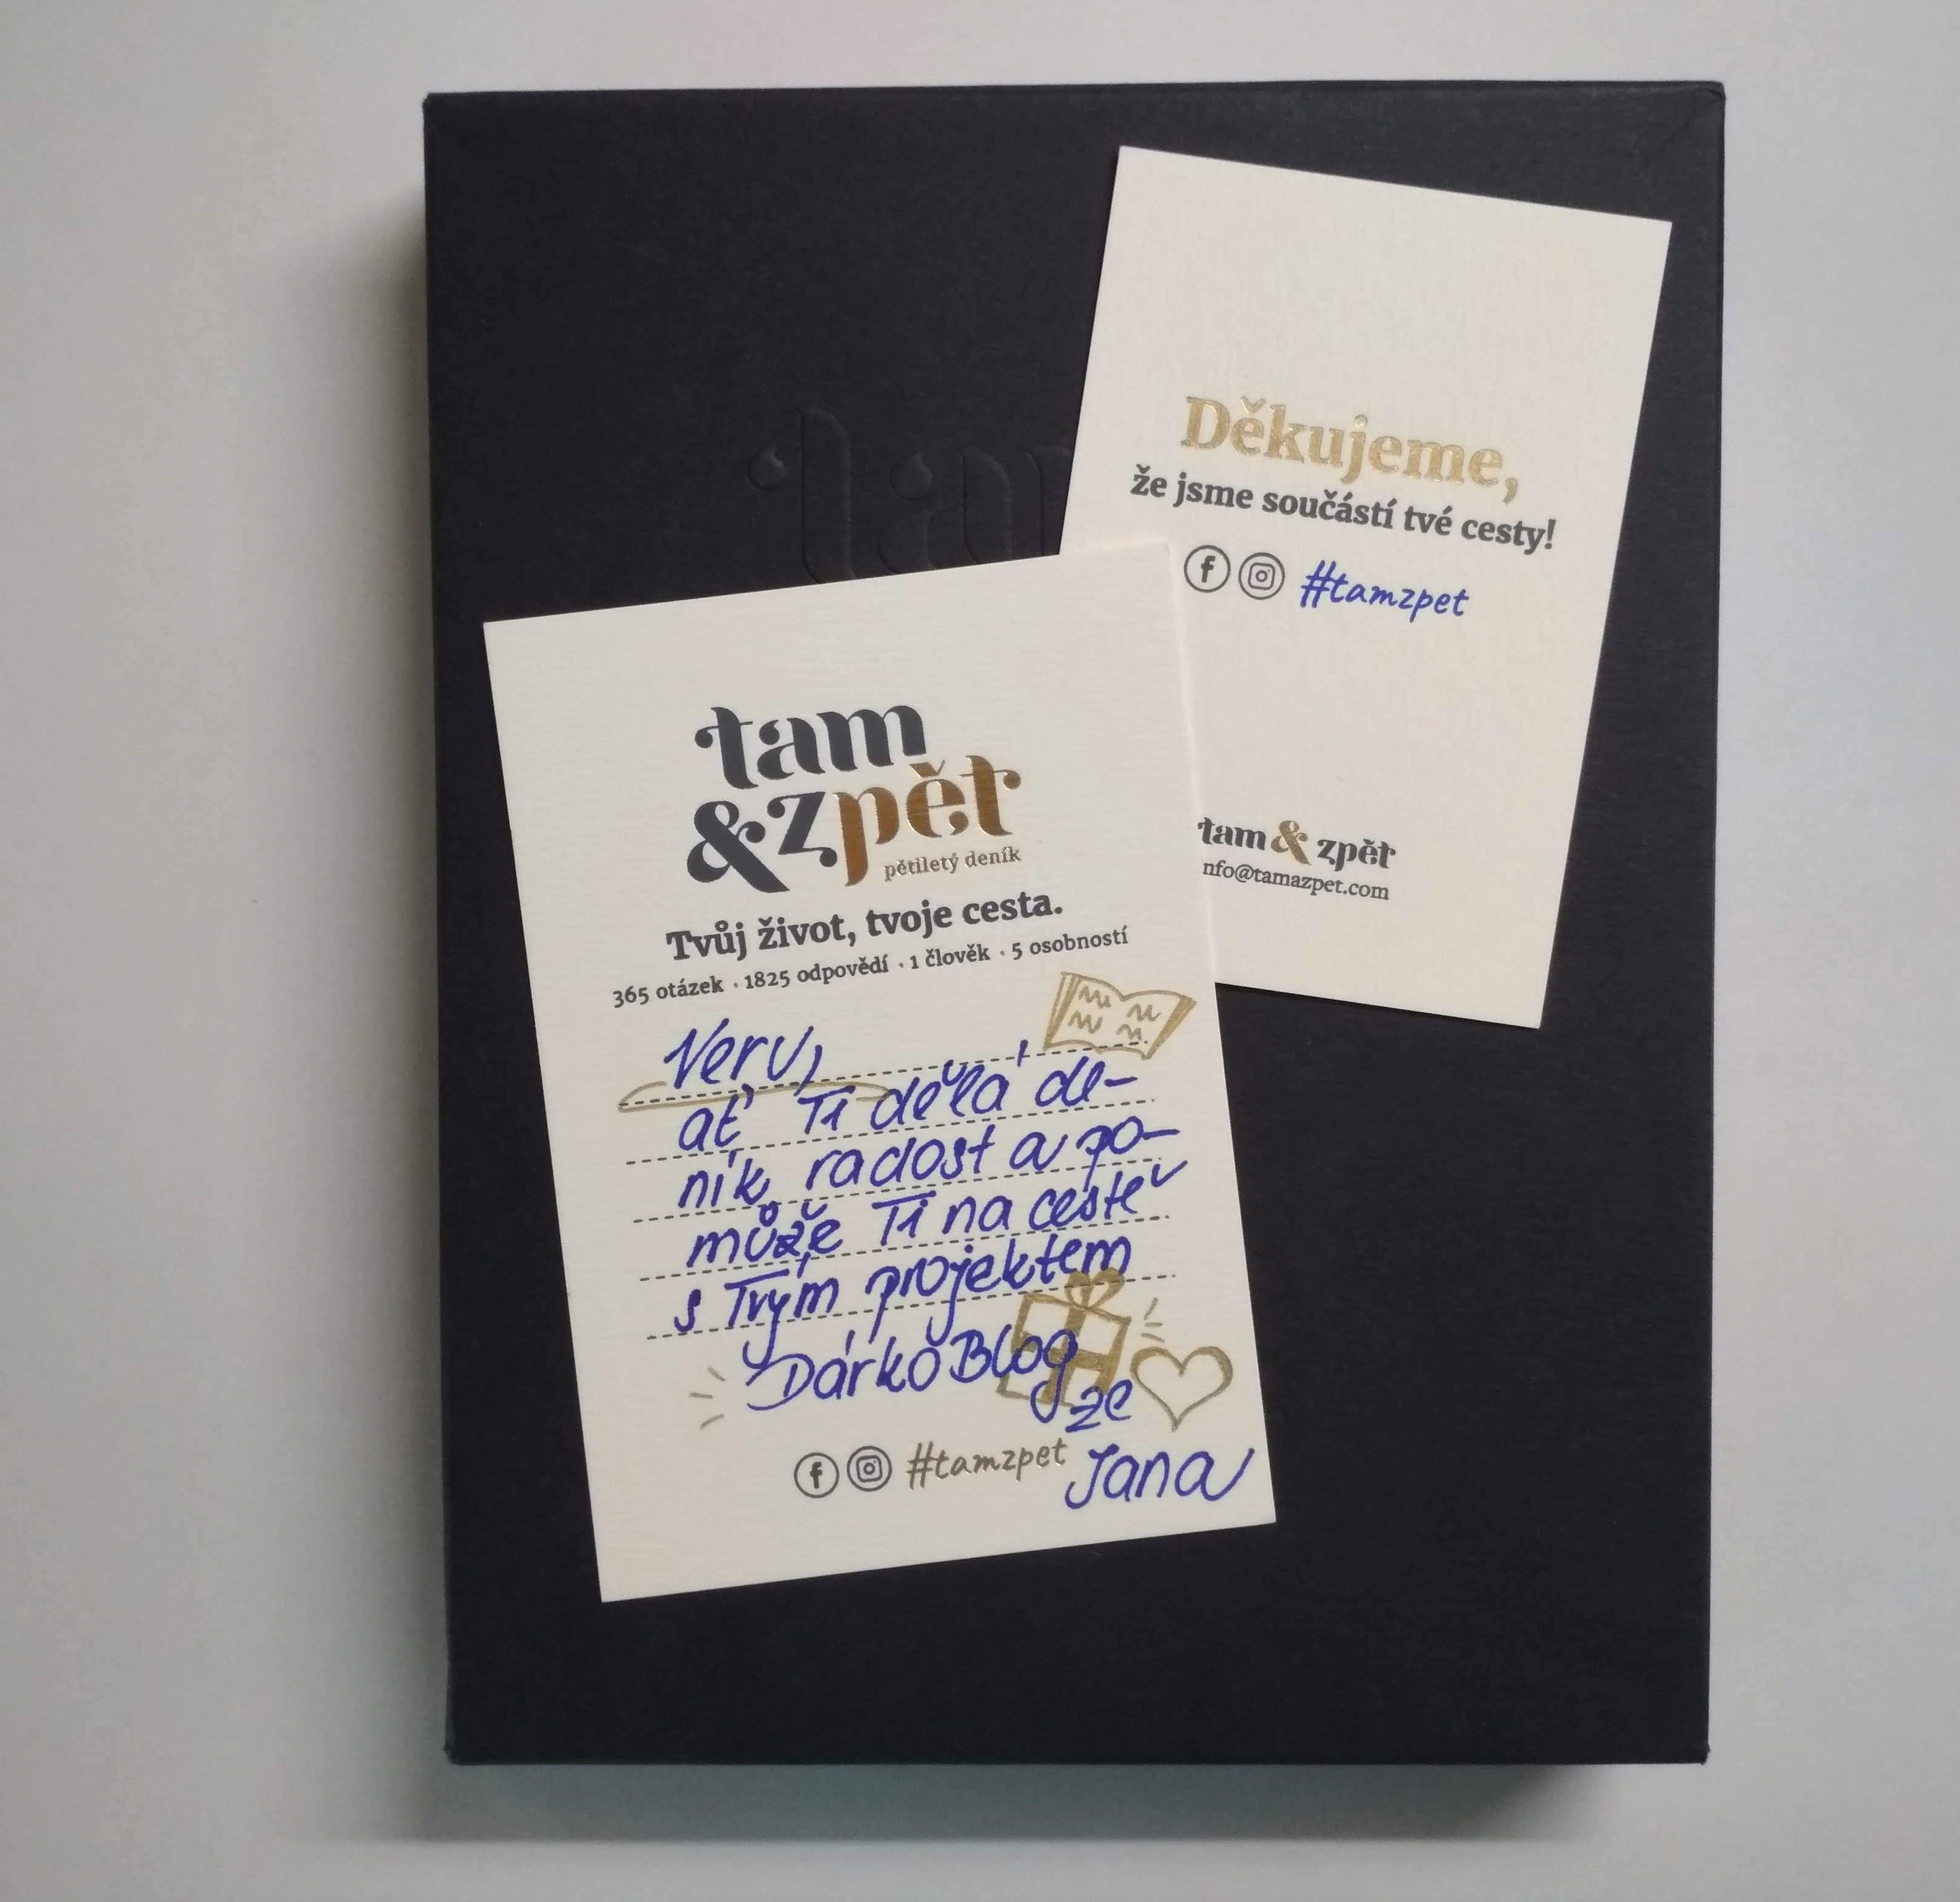 tam
Děkujeme,
že jsme součástí tvé cesty!
#tamzpet
tam & zpět
nfo@tamazpet.com
tam
&zpět
pětiletý deník
Tvůj život, tvoje cesta.
365 otázek · 1825 odpovědí · 1 člověk · 5 osobností
Veru,
ať Ti dělá de-
ník radost a po-
může Ti na cestě
s Tvým projektem
DárkoBlog
#tamzpet
Jana